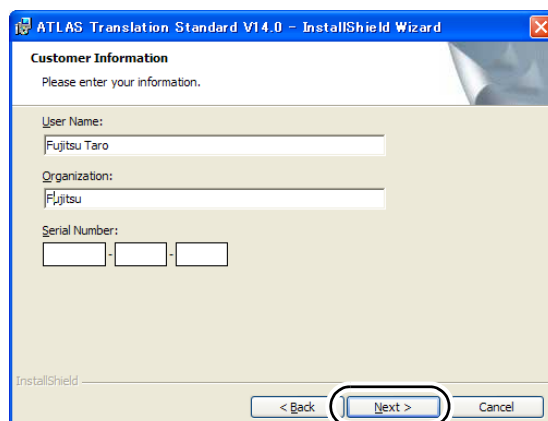 ATLAS Translation Standard V14.0 - InstallShield Wizard
Customer Information
Please enter your information.
User Name:
Fujitsu Taro
Organization:
Fujitsu
Serial Number:
- -
InstallShield
< Back Next > Cancel